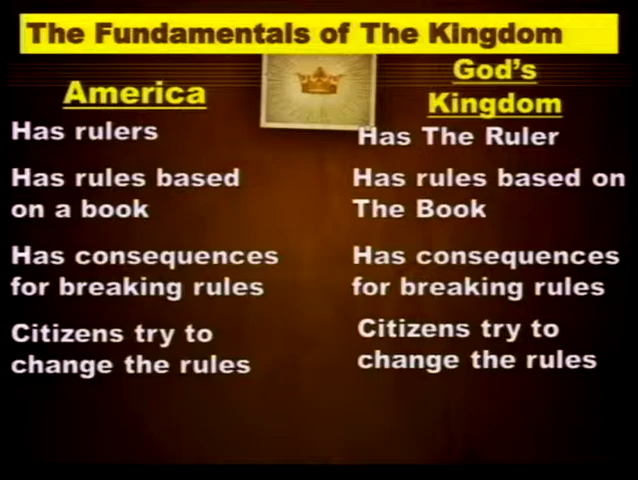 The Fundamentals of The Kingdom
America
Has rulers
Has rules based
on a book
Has consequences
for breaking rules
Citizens try to
change the rules
God's
Kingdom
Has The Ruler
Has rules based on
The Book
Has consequences
for breaking rules
Citizens try to
change the rules